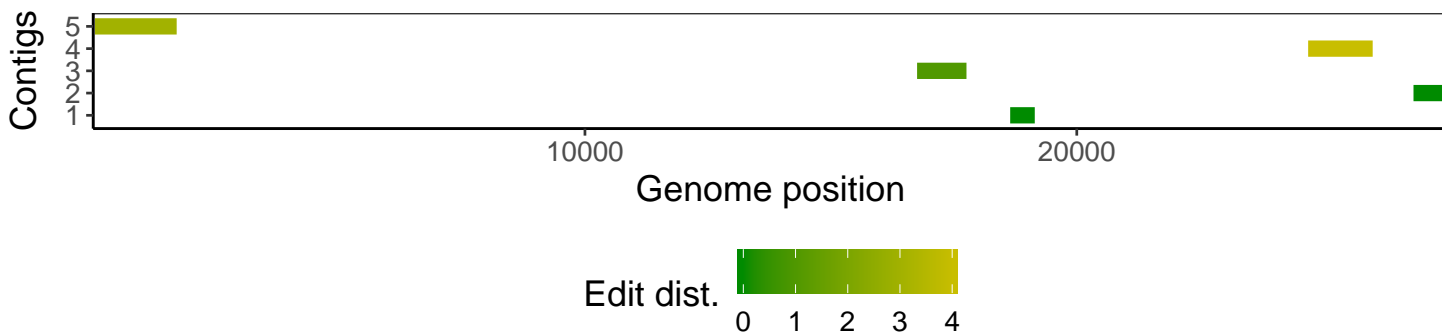 Contigs
5
4
3
2
1
10000 20000
Genome position
Edit dist.
0 1 2 3 4